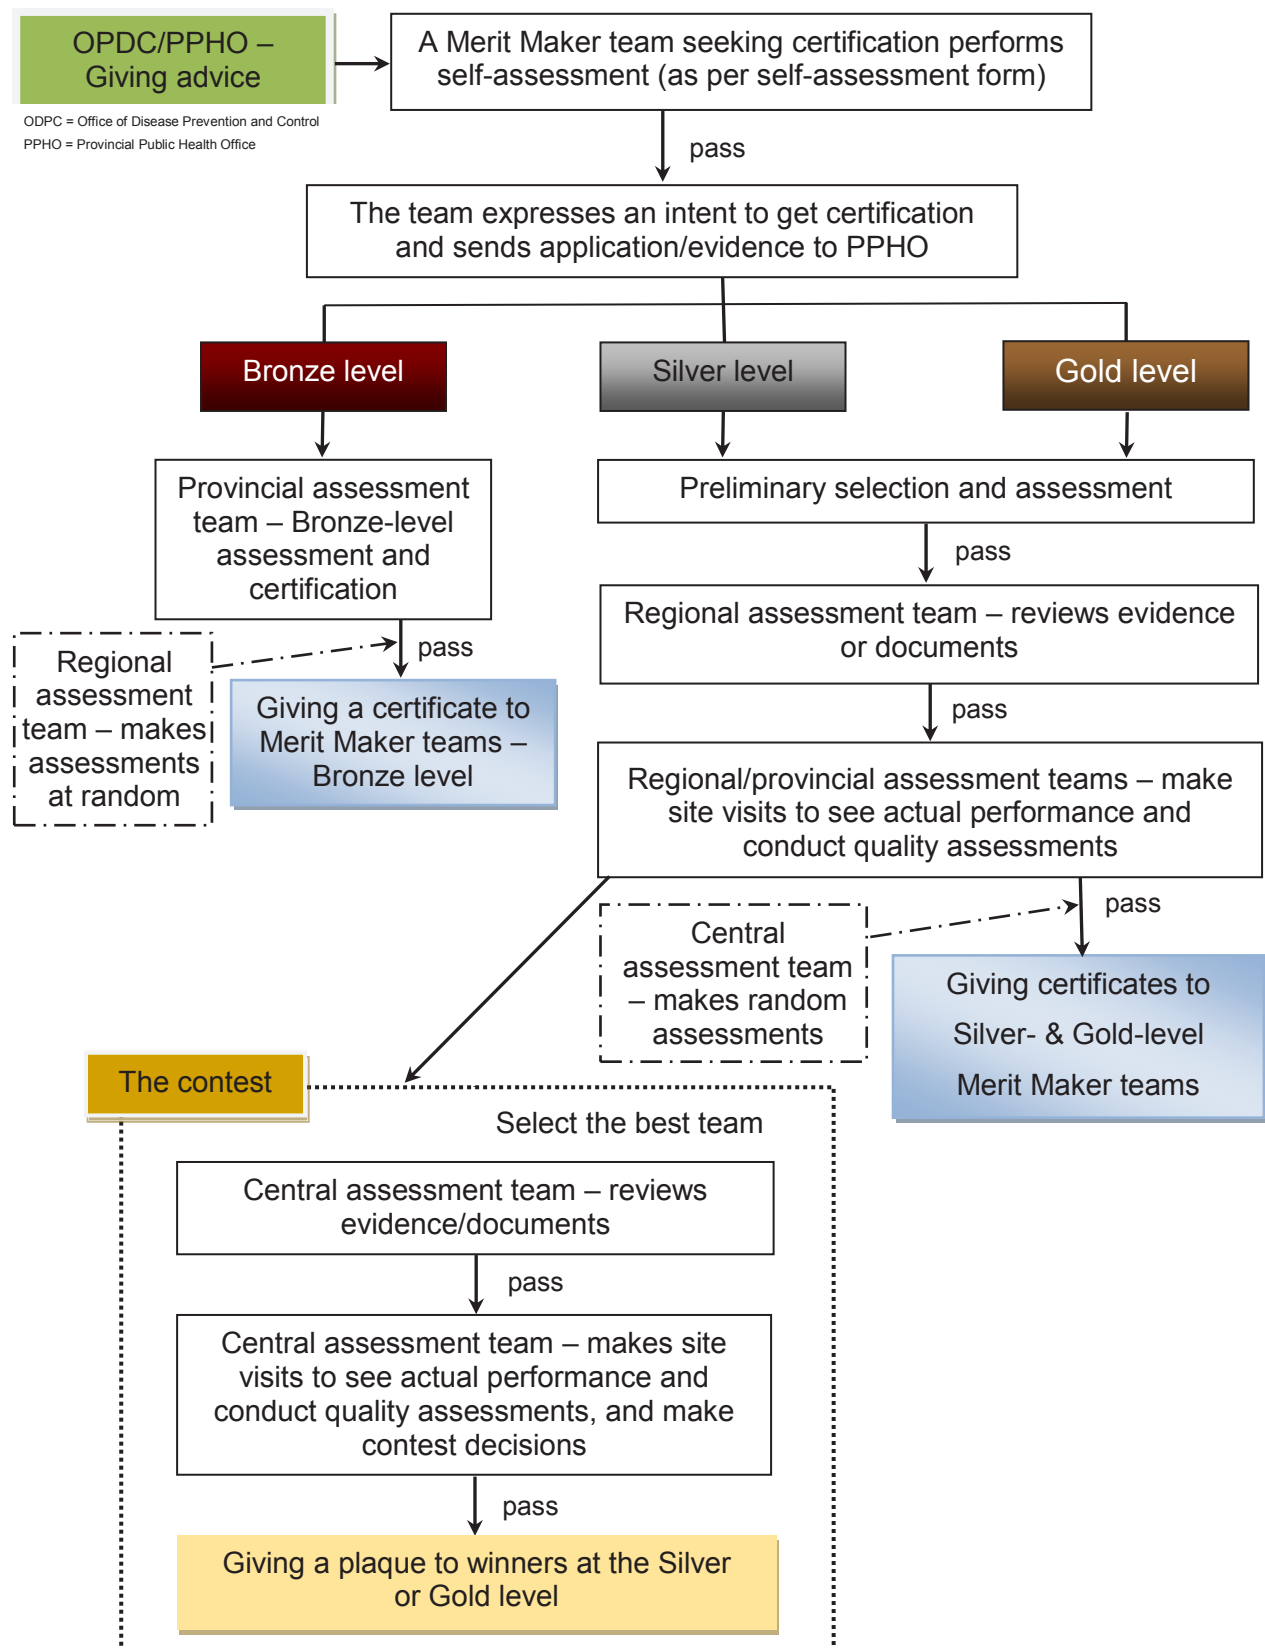 OPDC/PPHO –
Giving advice
A Merit Maker team seeking certification performs
self-assessment (as per self-assessment form)
ODPC = Office of Disease Prevention and Control
PPHO = Provincial Public Health Office
pass
The team expresses an intent to get certification
and sends application/evidence to PPHO
Bronze level
Silver level
Gold level
Provincial assessment
team – Bronze-level
assessment and
certification
Preliminary selection and assessment
pass
Regional assessment team – reviews evidence
or documents
pass
Regional
assessment
team – makes
assessments
at random
Giving a certificate to
Merit Maker teams –
Bronze level
pass
Regional/provincial assessment teams – make
site visits to see actual performance and
conduct quality assessments
pass
Central
assessment team
– makes random
assessments
Giving certificates to
Silver- & Gold-level
Merit Maker teams
The contest
Select the best team
Central assessment team – reviews
evidence/documents
pass
Central assessment team – makes site
visits to see actual performance and
conduct quality assessments, and make
contest decisions
pass
Giving a plaque to winners at the Silver
or Gold level